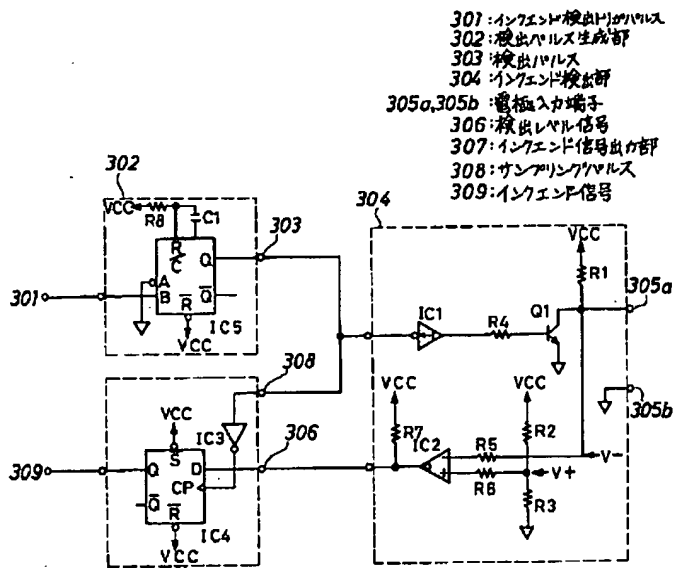 301:インクエンド検出トリガパルス
302:検出パルス生成部
303:検出パルス
304:インクエンド検出部
305a,305b:電極入力端子
306:検出レベル信号
307:インクエンド信号出力部
308:サンプリングパルス
309:インクエンド信号
302
304
VCC
R8
C1
303
VCC
R
C
Q
R1
305a
301
A
B
Q
R
IC5
VCC
IC1
R4
Q1
308
305b
VCC
VCC
VCC
IC3
306
R7
IC2
R2
S
309
Q
D
R5
V-
CP
R6
V+
Q
R
IC4
R3
VCC